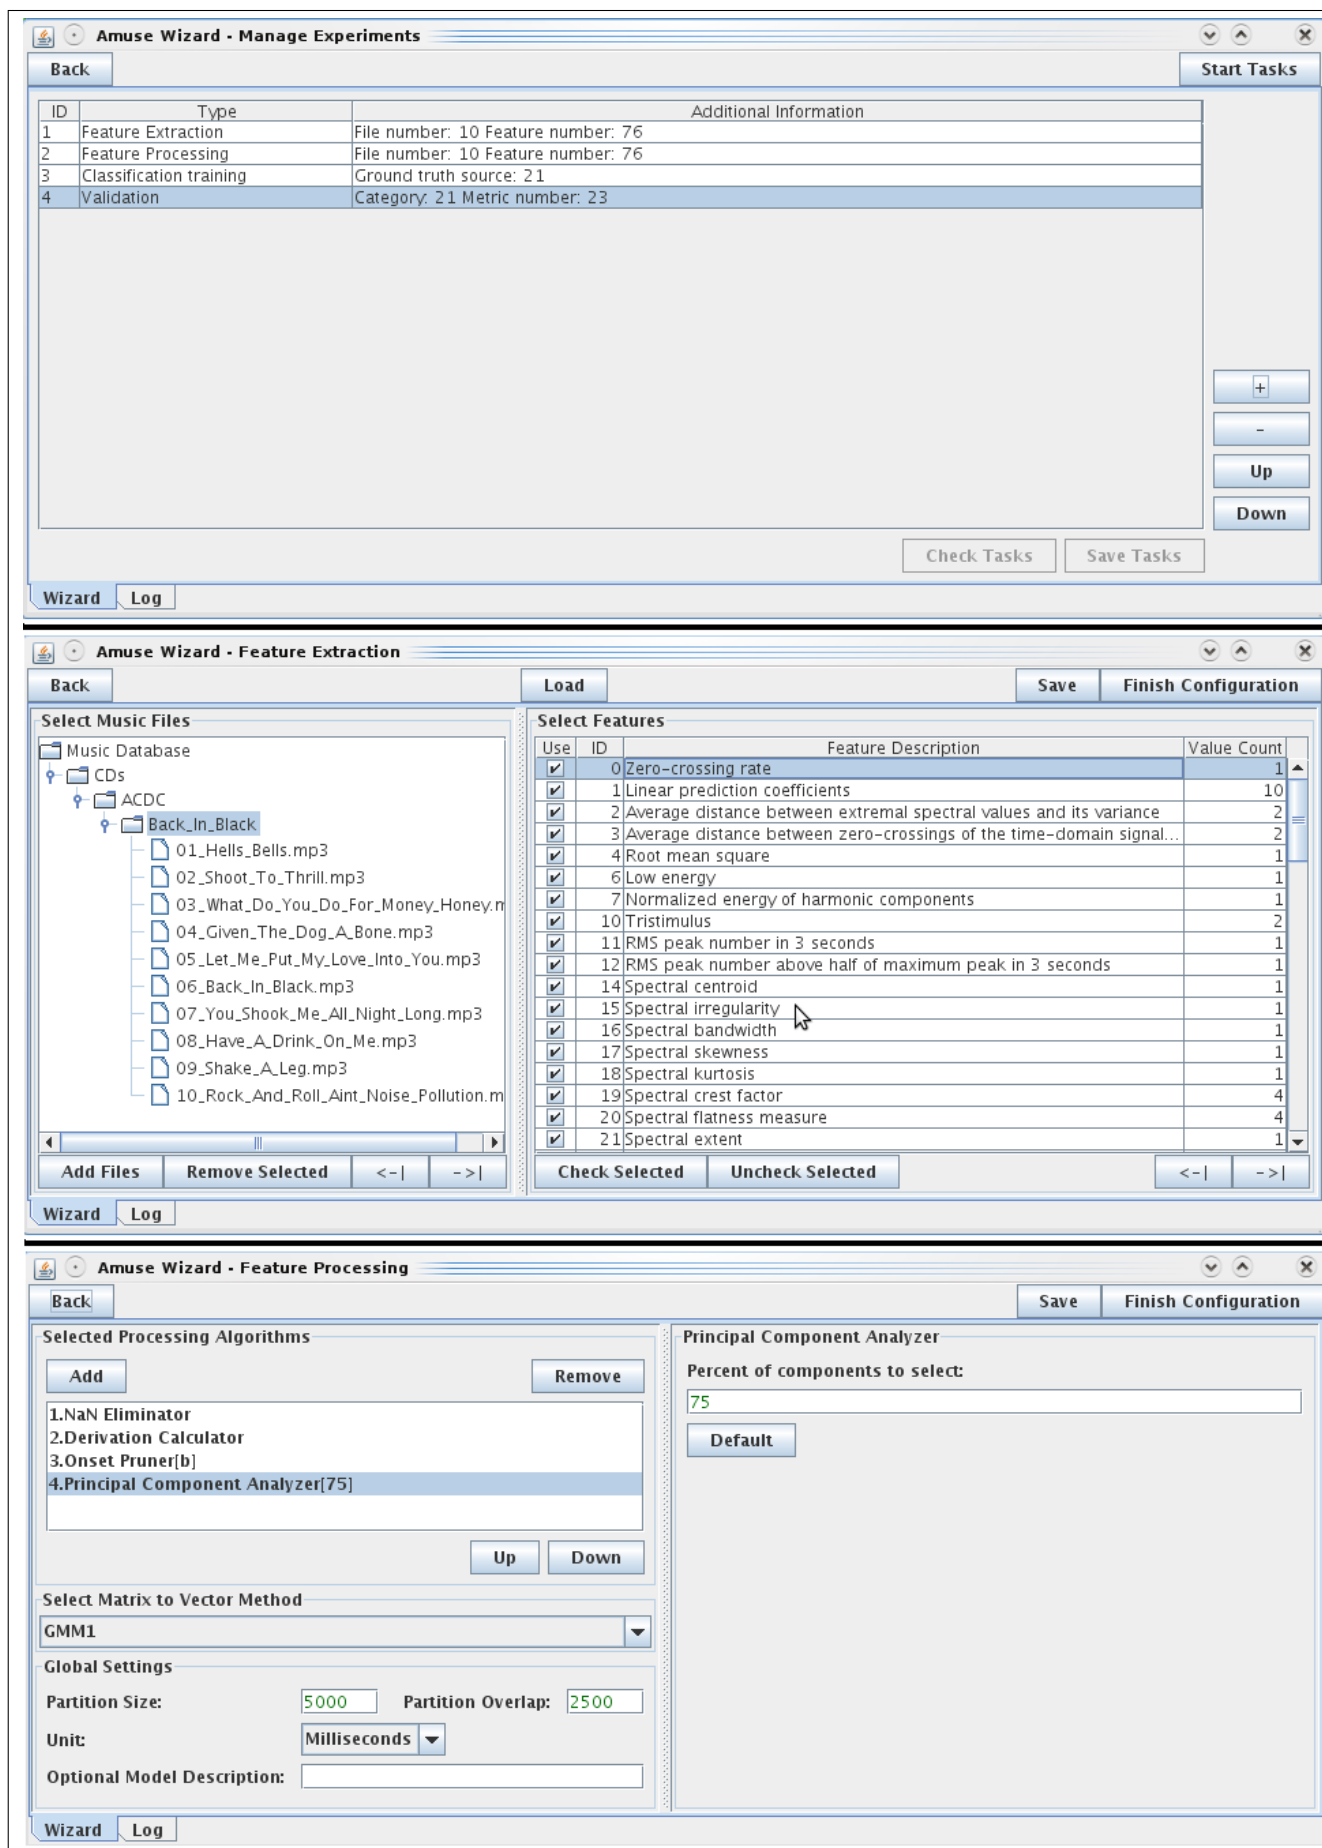 Amuse Wizard - Manage Experiments
Back Start Tasks
ID Type Additional Information
1 Feature Extraction File number: 10 Feature number: 76
2 Feature Processing File number: 10 Feature number: 76
3 Classification training Ground truth source: 21
4 Validation Category: 21 Metric number: 23
+
-
Up
Down
Check Tasks Save Tasks
Wizard Log
Amuse Wizard - Feature Extraction
Back Load Save Finish Configuration
Select Music Files
Music Database
CDs
ACDC
Back_In_Black
01_Hells_Bells.mp3
02_Shoot_To_Thrill.mp3
03_What_Do_You_Do_For_Money_Honey.m
04_Given_The_Dog_A_Bone.mp3
05_Let_Me_Put_My_Love_Into_You.mp3
06_Back_In_Black.mp3
07_You_Shook_Me_All_Night_Long.mp3
08_Have_A_Drink_On_Me.mp3
09_Shake_A_Leg.mp3
10_Rock_And_Roll_Aint_Noise_Pollution.m
Add Files Remove Selected <-| ->|
Select Features
Use ID Feature Description Value Count
0 Zero-crossing rate 1
1 Linear prediction coefficients 10
2 Average distance between extremal spectral values and its variance 2
3 Average distance between zero-crossings of the time-domain signal... 2
4 Root mean square 1
6 Low energy 1
7 Normalized energy of harmonic components 1
10 Tristimulus 2
11 RMS peak number in 3 seconds 1
12 RMS peak number above half of maximum peak in 3 seconds 1
14 Spectral centroid 1
15 Spectral irregularity 1
16 Spectral bandwidth 1
17 Spectral skewness 1
18 Spectral kurtosis 1
19 Spectral crest factor 4
20 Spectral flatness measure 4
21 Spectral extent 1
Check Selected Uncheck Selected <-| ->|
Wizard Log
Amuse Wizard - Feature Processing
Back Save Finish Configuration
Selected Processing Algorithms
Add Remove
1.NaN Eliminator
2.Derivation Calculator
3.Onset Pruner[b]
4.Principal Component Analyzer[75]
Up Down
Select Matrix to Vector Method
GMM1
Global Settings
Partition Size: 5000 Partition Overlap: 2500
Unit: Milliseconds
Optional Model Description:
Principal Component Analyzer
Percent of components to select:
75
Default
Wizard Log